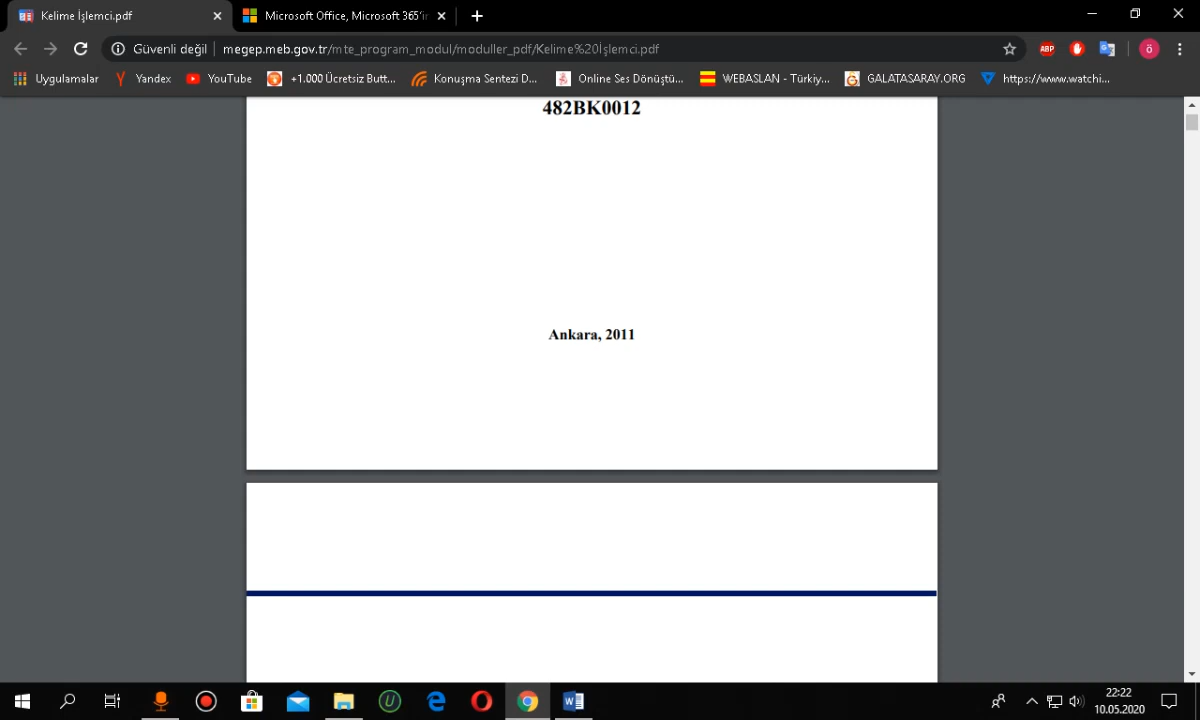 Kelime İşlemci.pdf
Microsoft Office, Microsoft 365'i
Güvenli değil
megep.meb.gov.tr/mte_program_modul/moduller_pdf/Kelime%20İşlemci.pdf
ABP
ö
Uygulamalar
Yandex
YouTube
+1.000 Ücretsiz Butt...
Konuşma Sentezi D...
Online Ses Dönüştü...
WEBASLAN - Türkiy...
GALATASARAY.ORG
https://www.watchi...
482BK0012
Ankara, 2011
22:22
10.05.2020